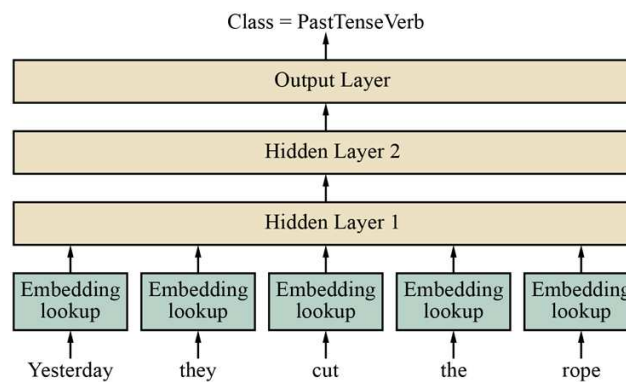 Class = PastTenseVerb
Output Layer
Hidden Layer 2
Hidden Layer 1
Embedding Embedding Embedding Embedding Embedding
lookup lookup lookup lookup lookup
Yesterday they cut the rope